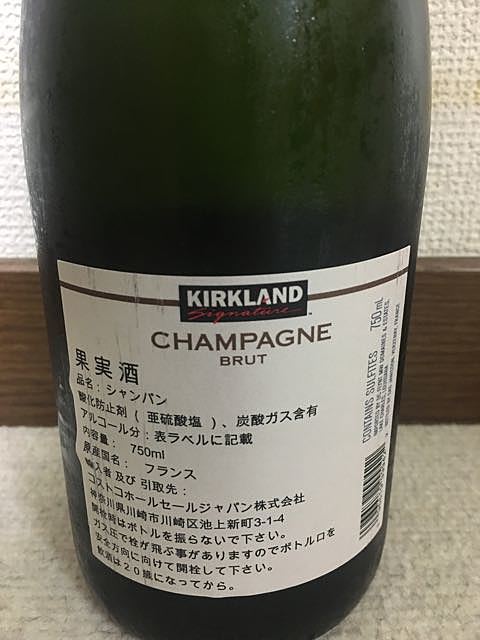 KIRKLAND
Signature
CHAMPAGNE
BRUT
果実酒
品名:シャンパン
酸化防止剤(亜硫酸塩)、炭酸ガス含有
アルコール分:表ラベルに記載
内容量: 750ml
原産国名: フランス
輸入者及び引取先:
コストコホールセールジャパン株式会社
神奈川県川崎市川崎区池上新町3-1-4
開栓時はボトルを振らないで下さい。
ガス圧で栓が飛ぶ事がありますのでボトル口を
安全方向に向けて開栓して下さい。
飲酒は20歳になってから。
CONTAINS SULFITES 750 mL